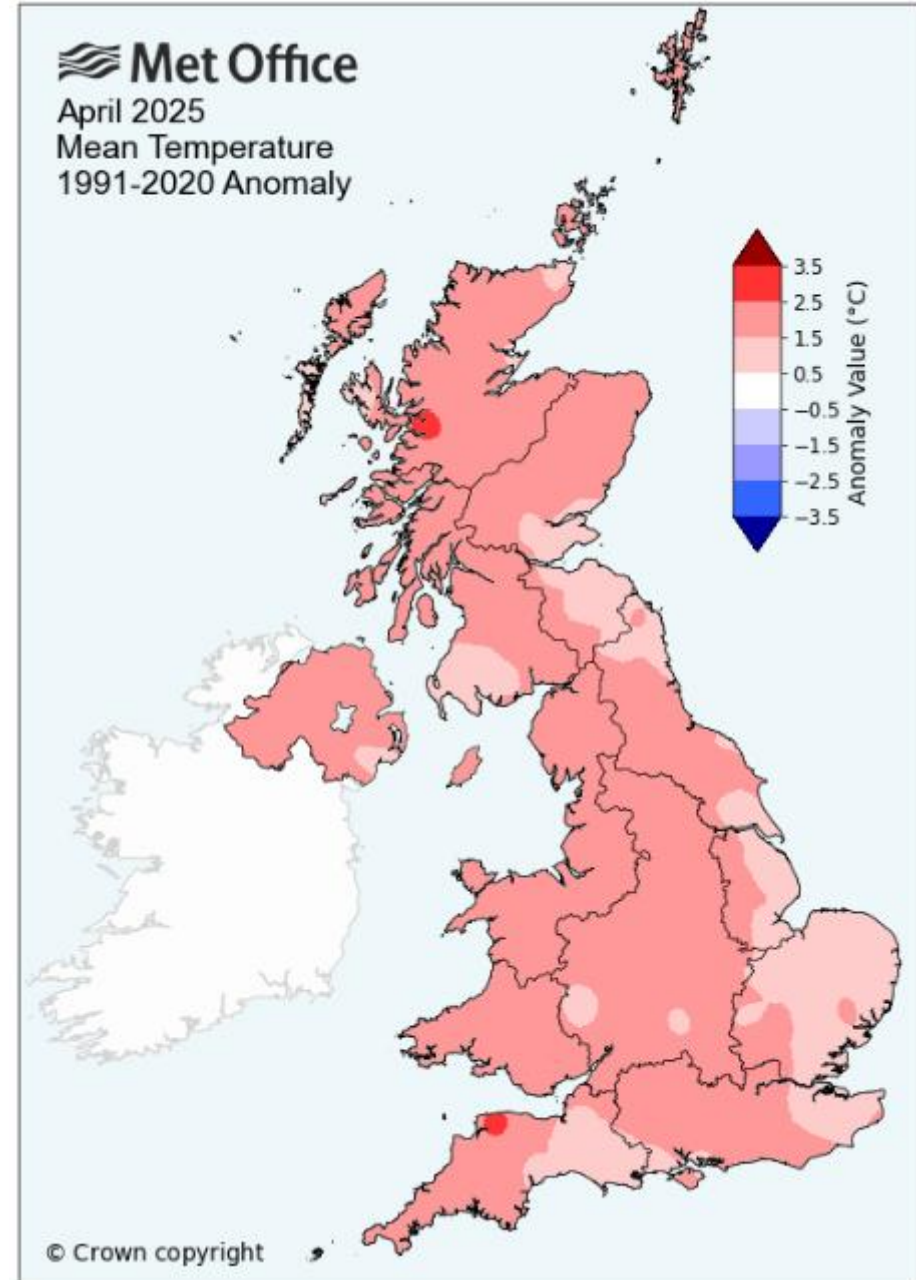 Met Office
April 2025
Mean Temperature
1991-2020 Anomaly
3.5
2.5
1.5
0.5
−0.5
−1.5
−2.5
−3.5
Anomaly Value (°C)
© Crown copyright